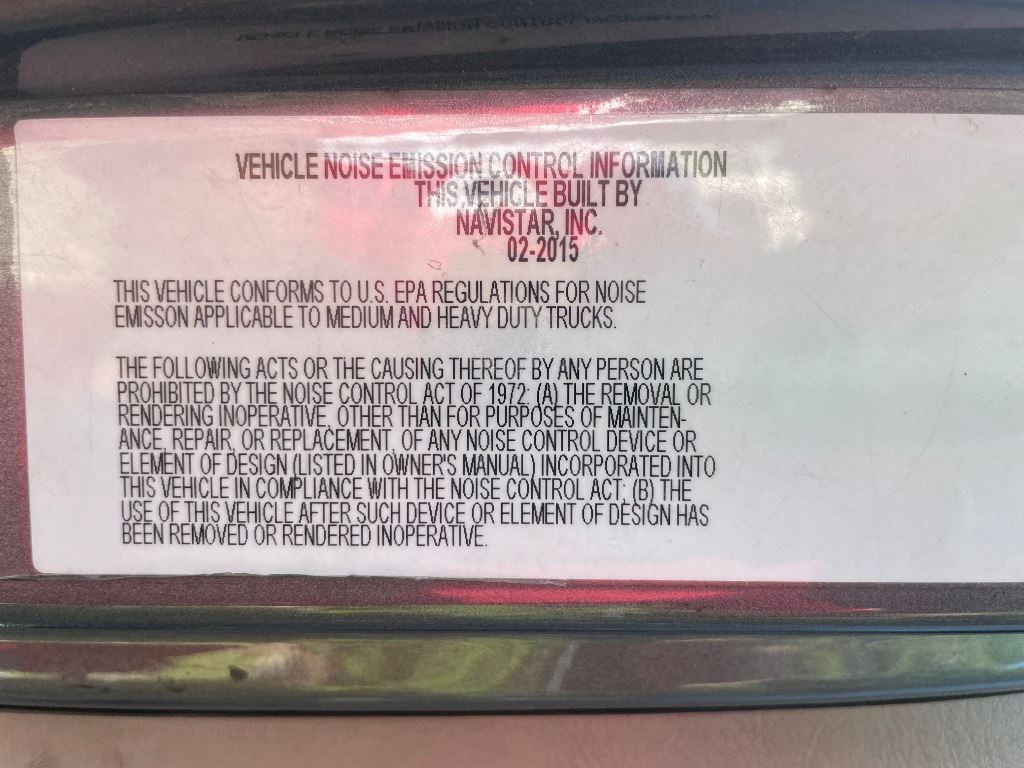 VEHICLE NOISE EMISSION CONTROL INFORMATION
THIS VEHICLE BUILT BY
NAVISTAR, INC.
02-2015
THIS VEHICLE CONFORMS TO U.S. EPA REGULATIONS FOR NOISE
EMISSON APPLICABLE TO MEDIUM AND HEAVY DUTY TRUCKS.
THE FOLLOWING ACTS OR THE CAUSING THEREOF BY ANY PERSON ARE
PROHIBITED BY THE NOISE CONTROL ACT OF 1972: (A) THE REMOVAL OR
RENDERING INOPERATIVE, OTHER THAN FOR PURPOSES OF MAINTEN-
ANCE, REPAIR, OR REPLACEMENT, OF ANY NOISE CONTROL DEVICE OR
ELEMENT OF DESIGN (LISTED IN OWNER'S MANUAL) INCORPORATED INTO
THIS VEHICLE IN COMPLIANCE WITH THE NOISE CONTROL ACT; (B) THE
USE OF THIS VEHICLE AFTER SUCH DEVICE OR ELEMENT OF DESIGN HAS
BEEN REMOVED OR RENDERED INOPERATIVE.